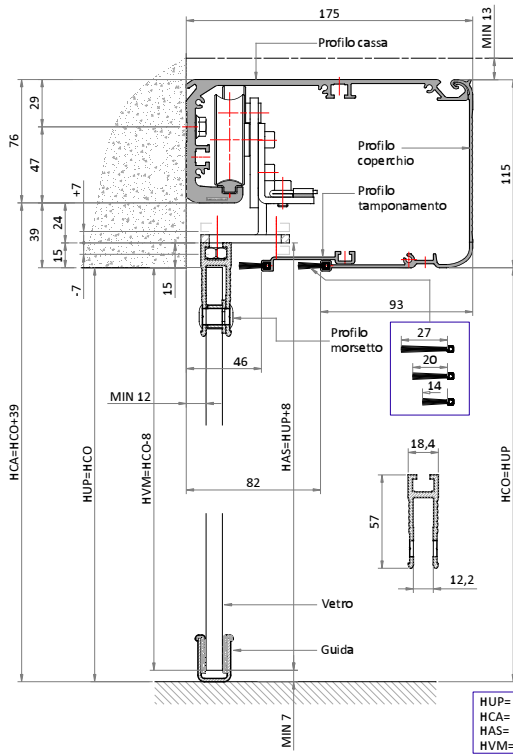 175
MIN 13
Profilo cassa
29
76
47
Profilo
coperchio
115
Profilo
tamponamento
+7
24
39
15
-7
15
93
Profilo
morsetto
27
20
14
46
MIN 12
HCA=HCO+39
HUP=HCO
HVM=HCO-8
HAS=HUP+8
HCO=HUP
82
18,4
57
12,2
Vetro
Guida
MIN 7
HUP=
HCA=
HAS=
HVM=